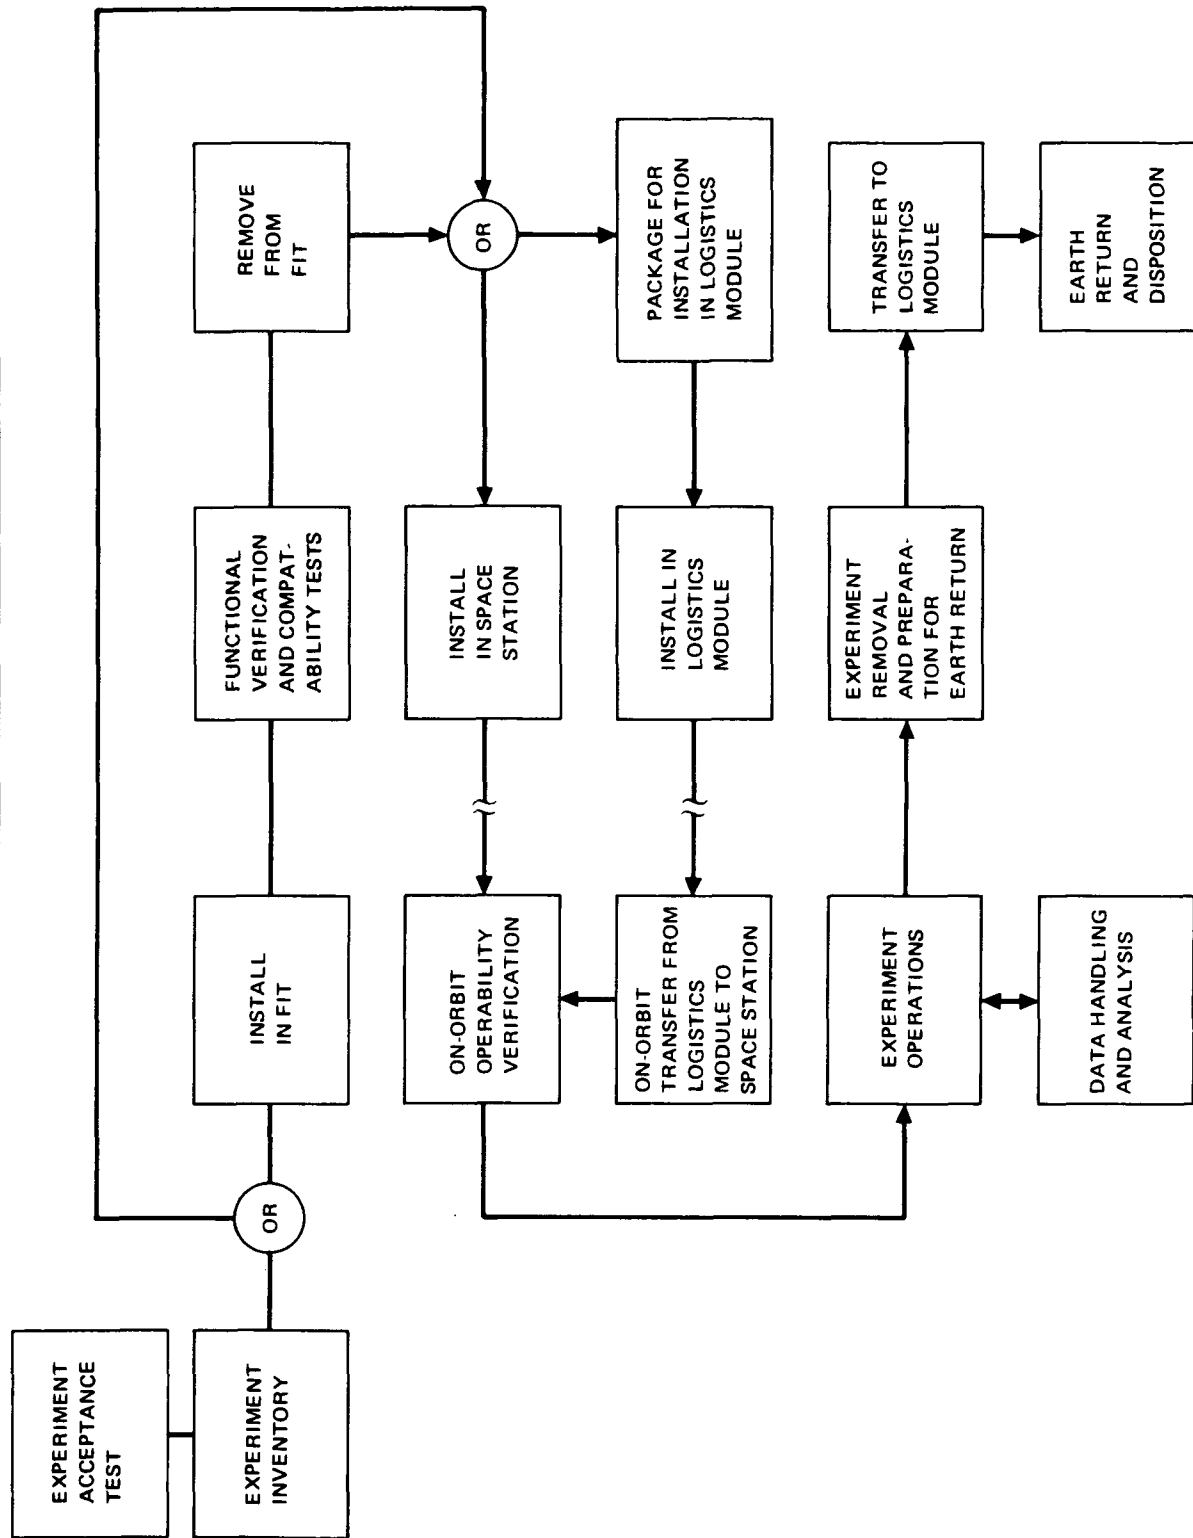 EXPERIMENT
ACCEPTANCE
TEST
EXPERIMENT
INVENTORY
OR
INSTALL
IN FIT
FUNCTIONAL
VERIFICATION
AND COMPAT-
ABILITY TESTS
REMOVE
FROM
FIT
OR
ON-ORBIT
OPERABILITY
VERIFICATION
INSTALL
IN SPACE
STATION
ON-ORBIT
TRANSFER FROM
LOGISTICS
MODULE TO
SPACE STATION
INSTALL IN
LOGISTICS
MODULE
PACKAGE FOR
INSTALLATION
IN LOGISTICS
MODULE
EXPERIMENT
OPERATIONS
EXPERIMENT
REMOVAL
AND PREPARA-
TION FOR
EARTH RETURN
TRANSFER TO
LOGISTICS
MODULE
DATA HANDLING
AND ANALYSIS
EARTH
RETURN
AND
DISPOSITION